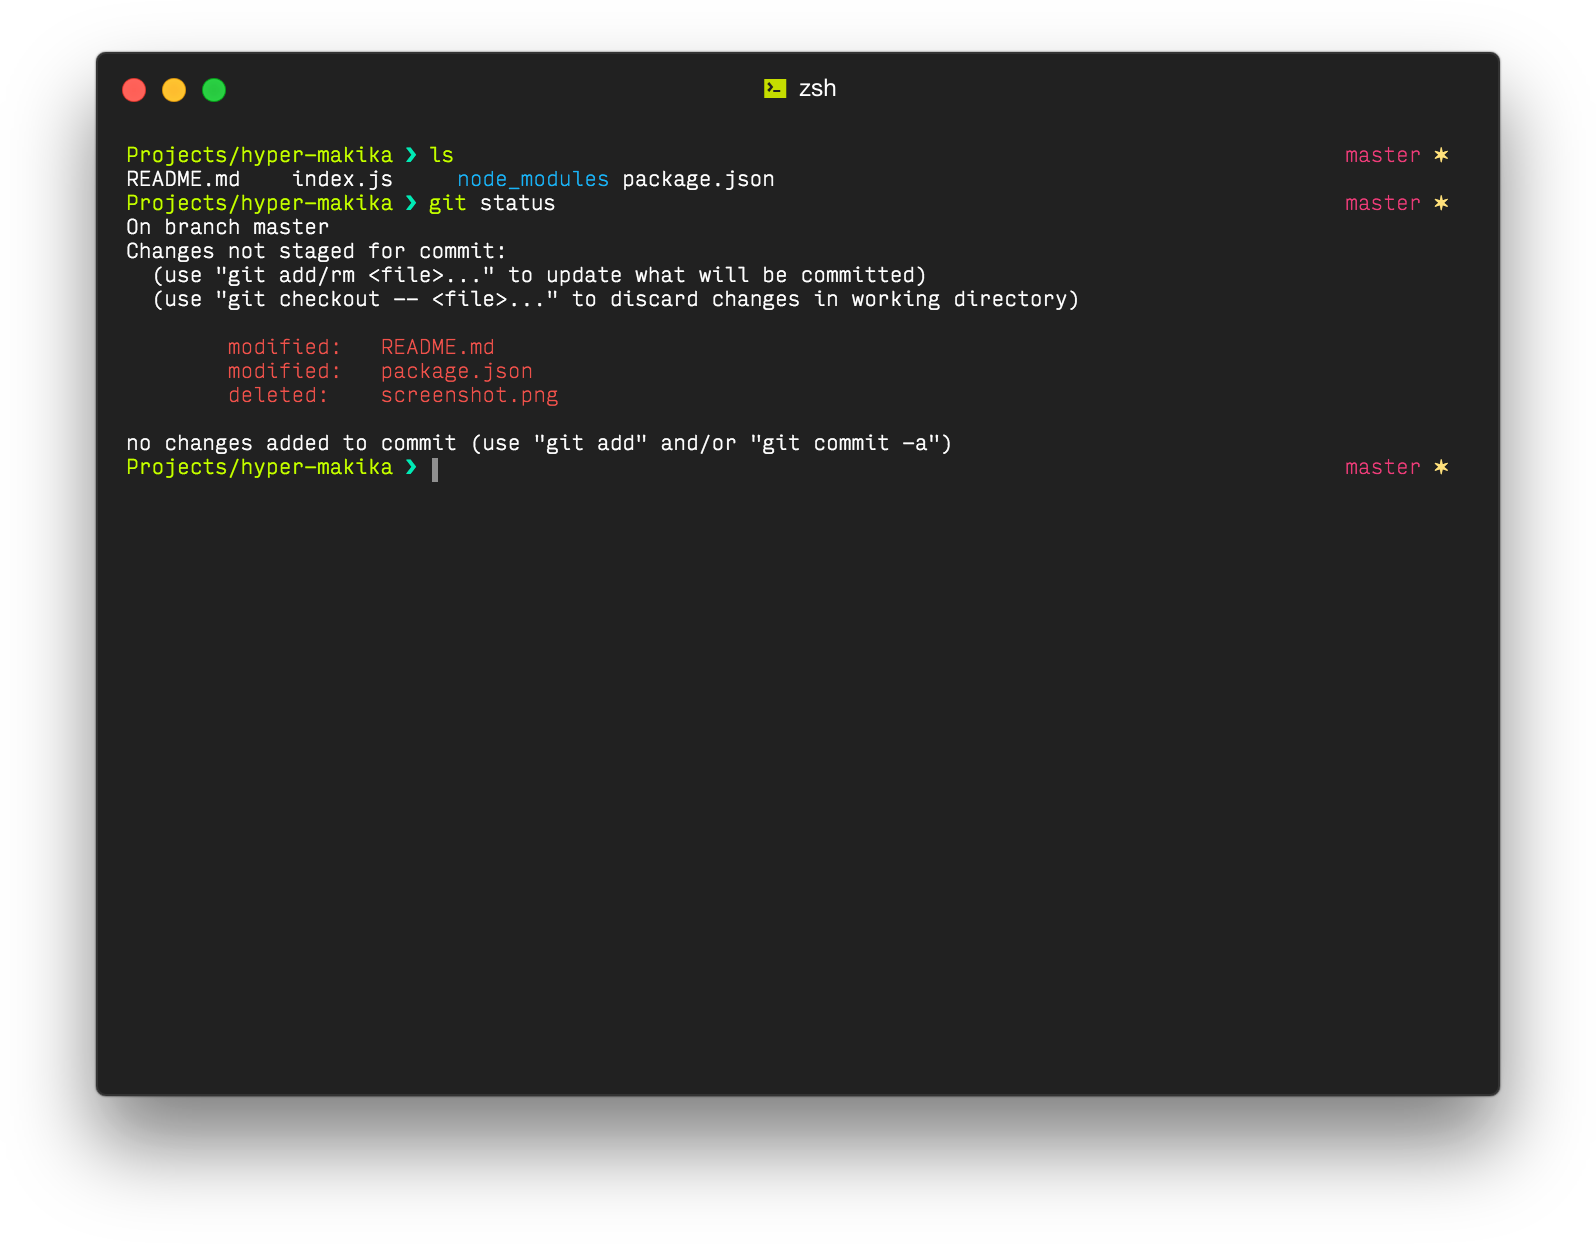 zsh
Projects/hyper-makika ❯ ls master ✶
README.md index.js node_modules package.json
Projects/hyper-makika ❯ git status master ✶
On branch master
Changes not staged for commit:
(use "git add/rm <file>..." to update what will be committed)
(use "git checkout -- <file>..." to discard changes in working directory)
modified: README.md
modified: package.json
deleted: screenshot.png
no changes added to commit (use "git add" and/or "git commit -a")
Projects/hyper-makika ❯ master ✶